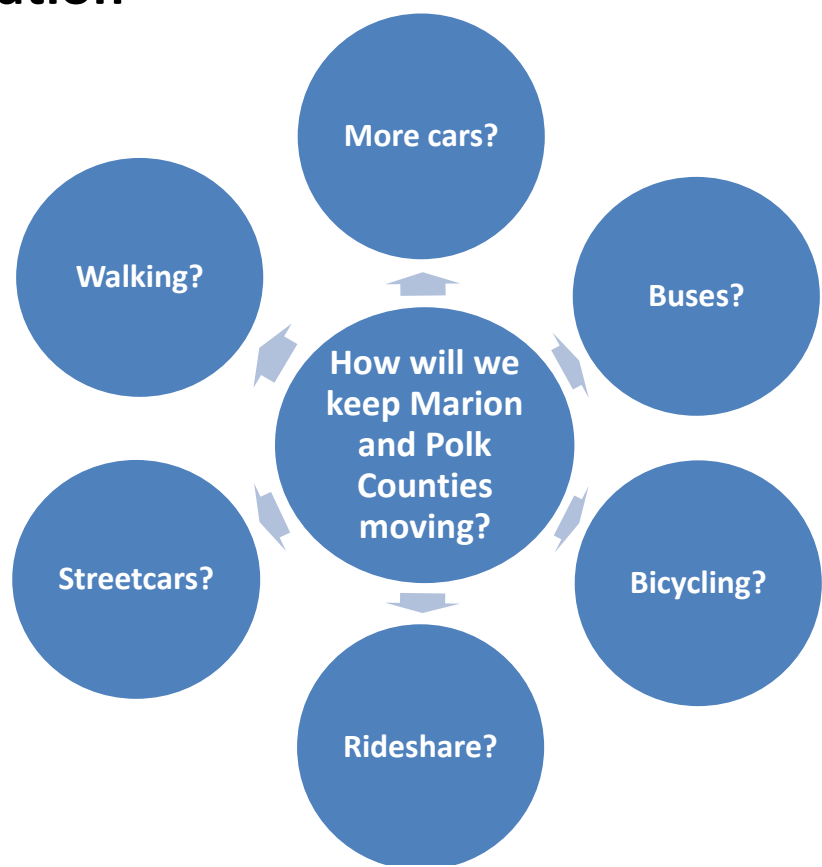 More cars?
Walking?
Buses?
How will we
keep Marion
and Polk
Counties
moving?
Streetcars?
Bicycling?
Rideshare?